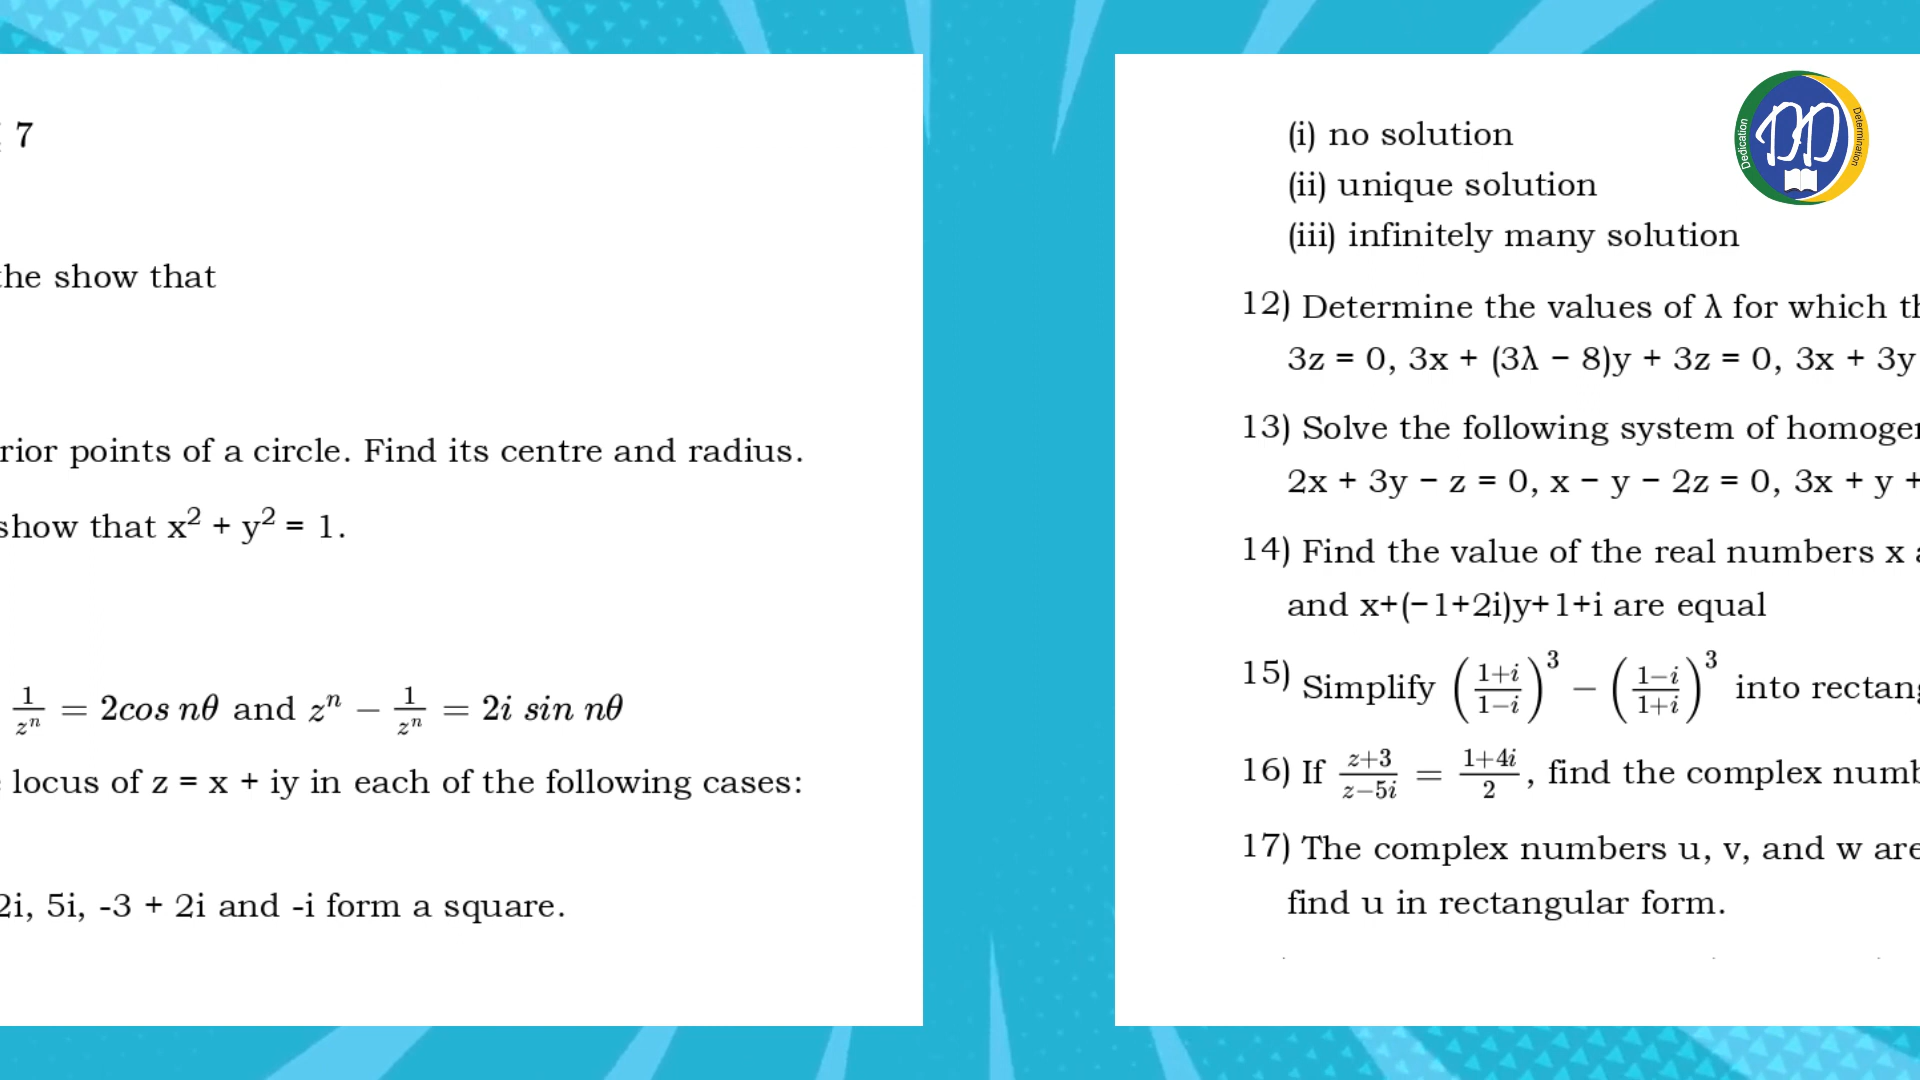 7
the show that
rior points of a circle. Find its centre and radius.
show that x² + y² = 1.
1/zⁿ = 2cos nθ and zⁿ − 1/zⁿ = 2i sin nθ
locus of z = x + iy in each of the following cases:
2i, 5i, -3 + 2i and -i form a square.
Dedication
Determination
(i) no solution
(ii) unique solution
(iii) infinitely many solution
12) Determine the values of λ for which th
3z = 0, 3x + (3λ − 8)y + 3z = 0, 3x + 3y
13) Solve the following system of homoge
2x + 3y − z = 0, x − y − 2z = 0, 3x + y +
14) Find the value of the real numbers x
and x+(−1+2i)y+1+i are equal
15) Simplify ((1+i)/(1−i))³ − ((1−i)/(1+i))³ into rectang
16) If (z+3)/(z−5i) = (1+4i)/2, find the complex numb
17) The complex numbers u, v, and w are
find u in rectangular form.